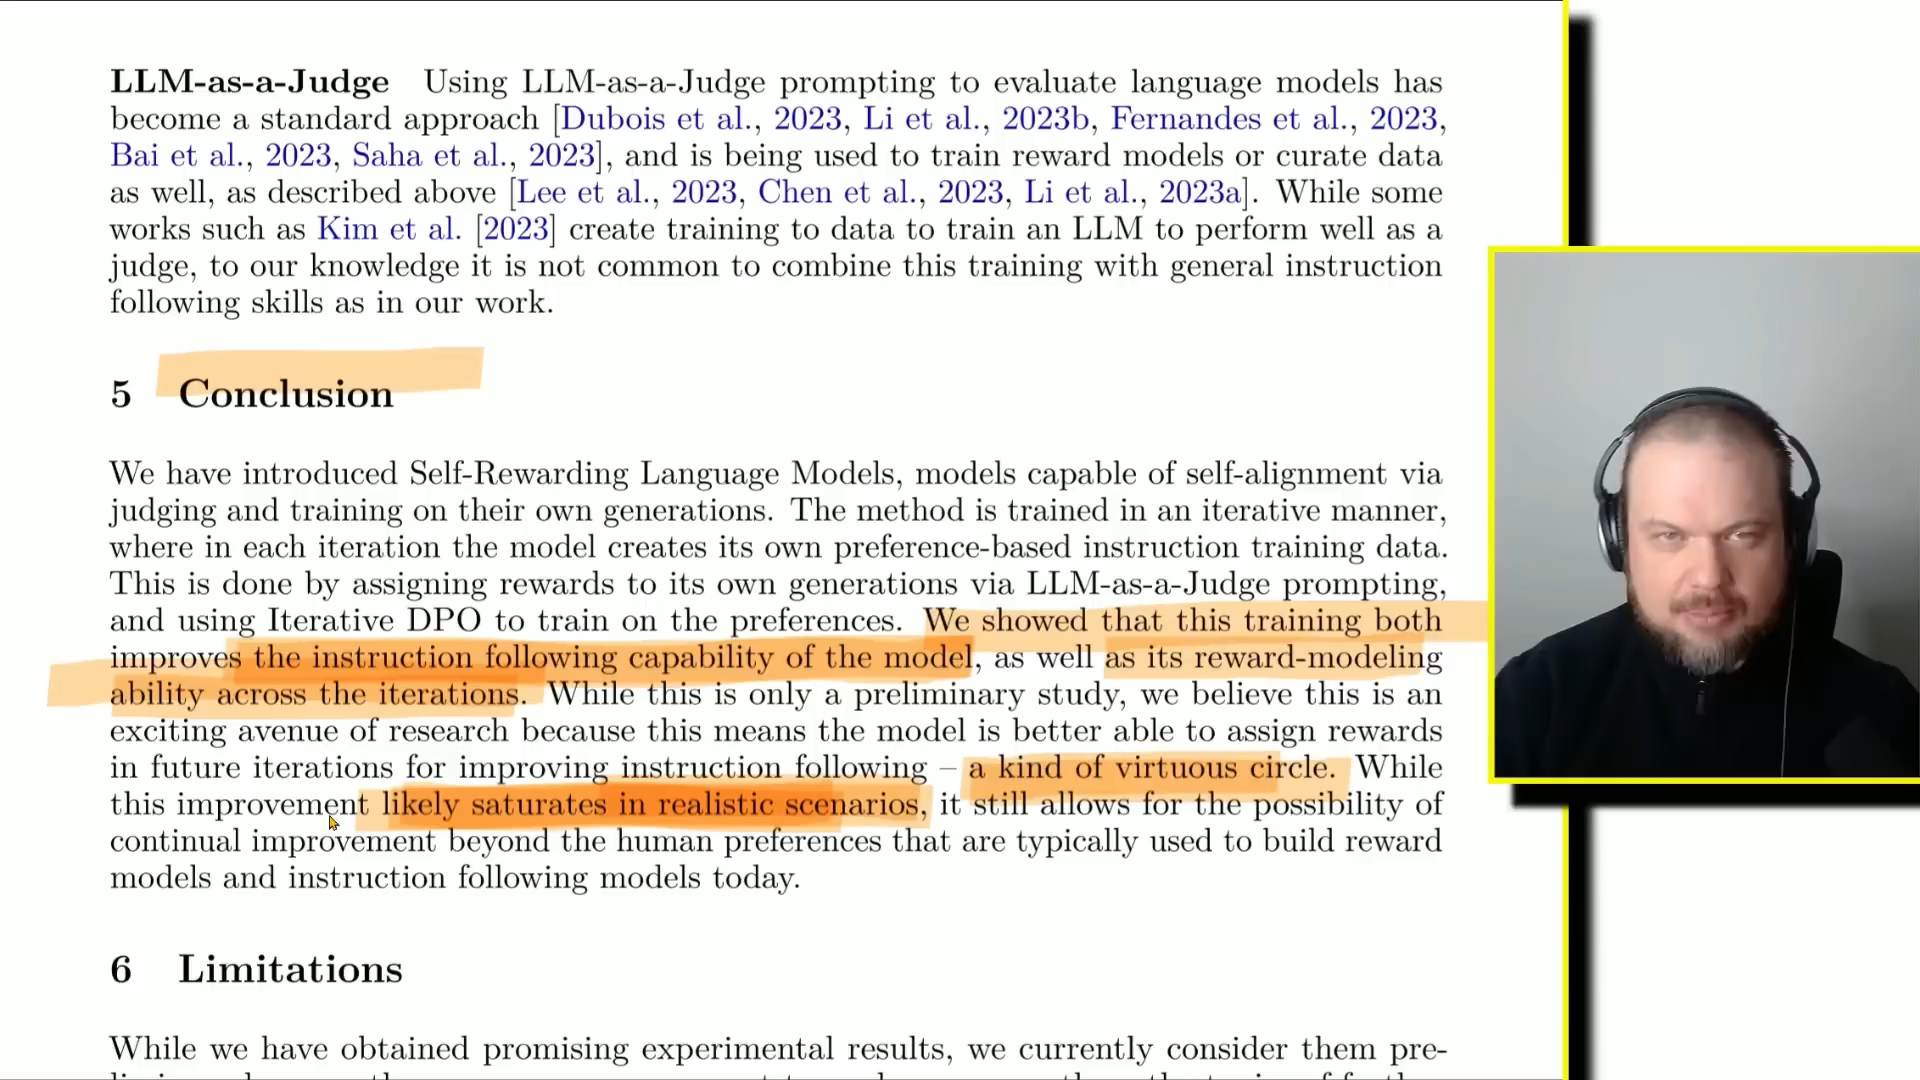 LLM-as-a-Judge Using LLM-as-a-Judge prompting to evaluate language models has
become a standard approach [Dubois et al., 2023, Li et al., 2023b, Fernandes et al., 2023,
Bai et al., 2023, Saha et al., 2023], and is being used to train reward models or curate data
as well, as described above [Lee et al., 2023, Chen et al., 2023, Li et al., 2023a]. While some
works such as Kim et al. [2023] create training to data to train an LLM to perform well as a
judge, to our knowledge it is not common to combine this training with general instruction
following skills as in our work.
5 Conclusion
We have introduced Self-Rewarding Language Models, models capable of self-alignment via
judging and training on their own generations. The method is trained in an iterative manner,
where in each iteration the model creates its own preference-based instruction training data.
This is done by assigning rewards to its own generations via LLM-as-a-Judge prompting,
and using Iterative DPO to train on the preferences. We showed that this training both
improves the instruction following capability of the model, as well as its reward-modeling
ability across the iterations. While this is only a preliminary study, we believe this is an
exciting avenue of research because this means the model is better able to assign rewards
in future iterations for improving instruction following – a kind of virtuous circle. While
this improvement likely saturates in realistic scenarios, it still allows for the possibility of
continual improvement beyond the human preferences that are typically used to build reward
models and instruction following models today.
6 Limitations
While we have obtained promising experimental results, we currently consider them pre-